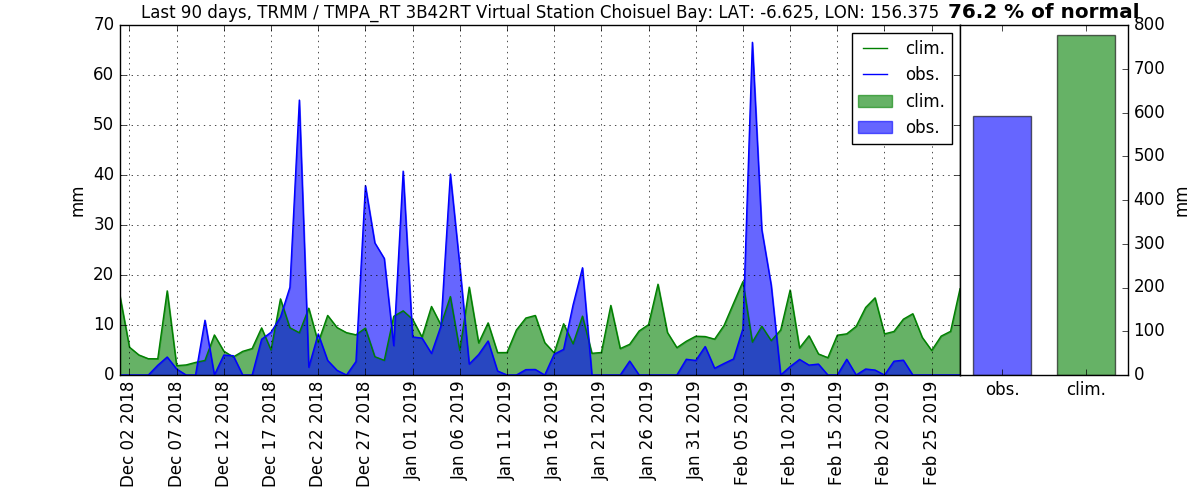 Last 90 days, TRMM / TMPA_RT 3B42RT Virtual Station Choisuel Bay: LAT: -6.625, LON: 156.375 76.2 % of normal
70
60
50
40
30
20
10
0
mm
clim.
obs.
clim.
obs.
800
700
600
500
400
300
200
100
0
mm
Dec 02 2018
Dec 07 2018
Dec 12 2018
Dec 17 2018
Dec 22 2018
Dec 27 2018
Jan 01 2019
Jan 06 2019
Jan 11 2019
Jan 16 2019
Jan 21 2019
Jan 26 2019
Jan 31 2019
Feb 05 2019
Feb 10 2019
Feb 15 2019
Feb 20 2019
Feb 25 2019
obs. clim.